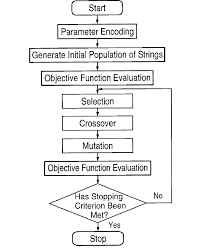 Start
Parameter Encoding
Generate Initial Population of Strings
Objective Function Evaluation
Selection
Crossover
Mutation
Objective Function Evaluation
Has Stopping
Criterion Been
Met?
No
Yes
Stop